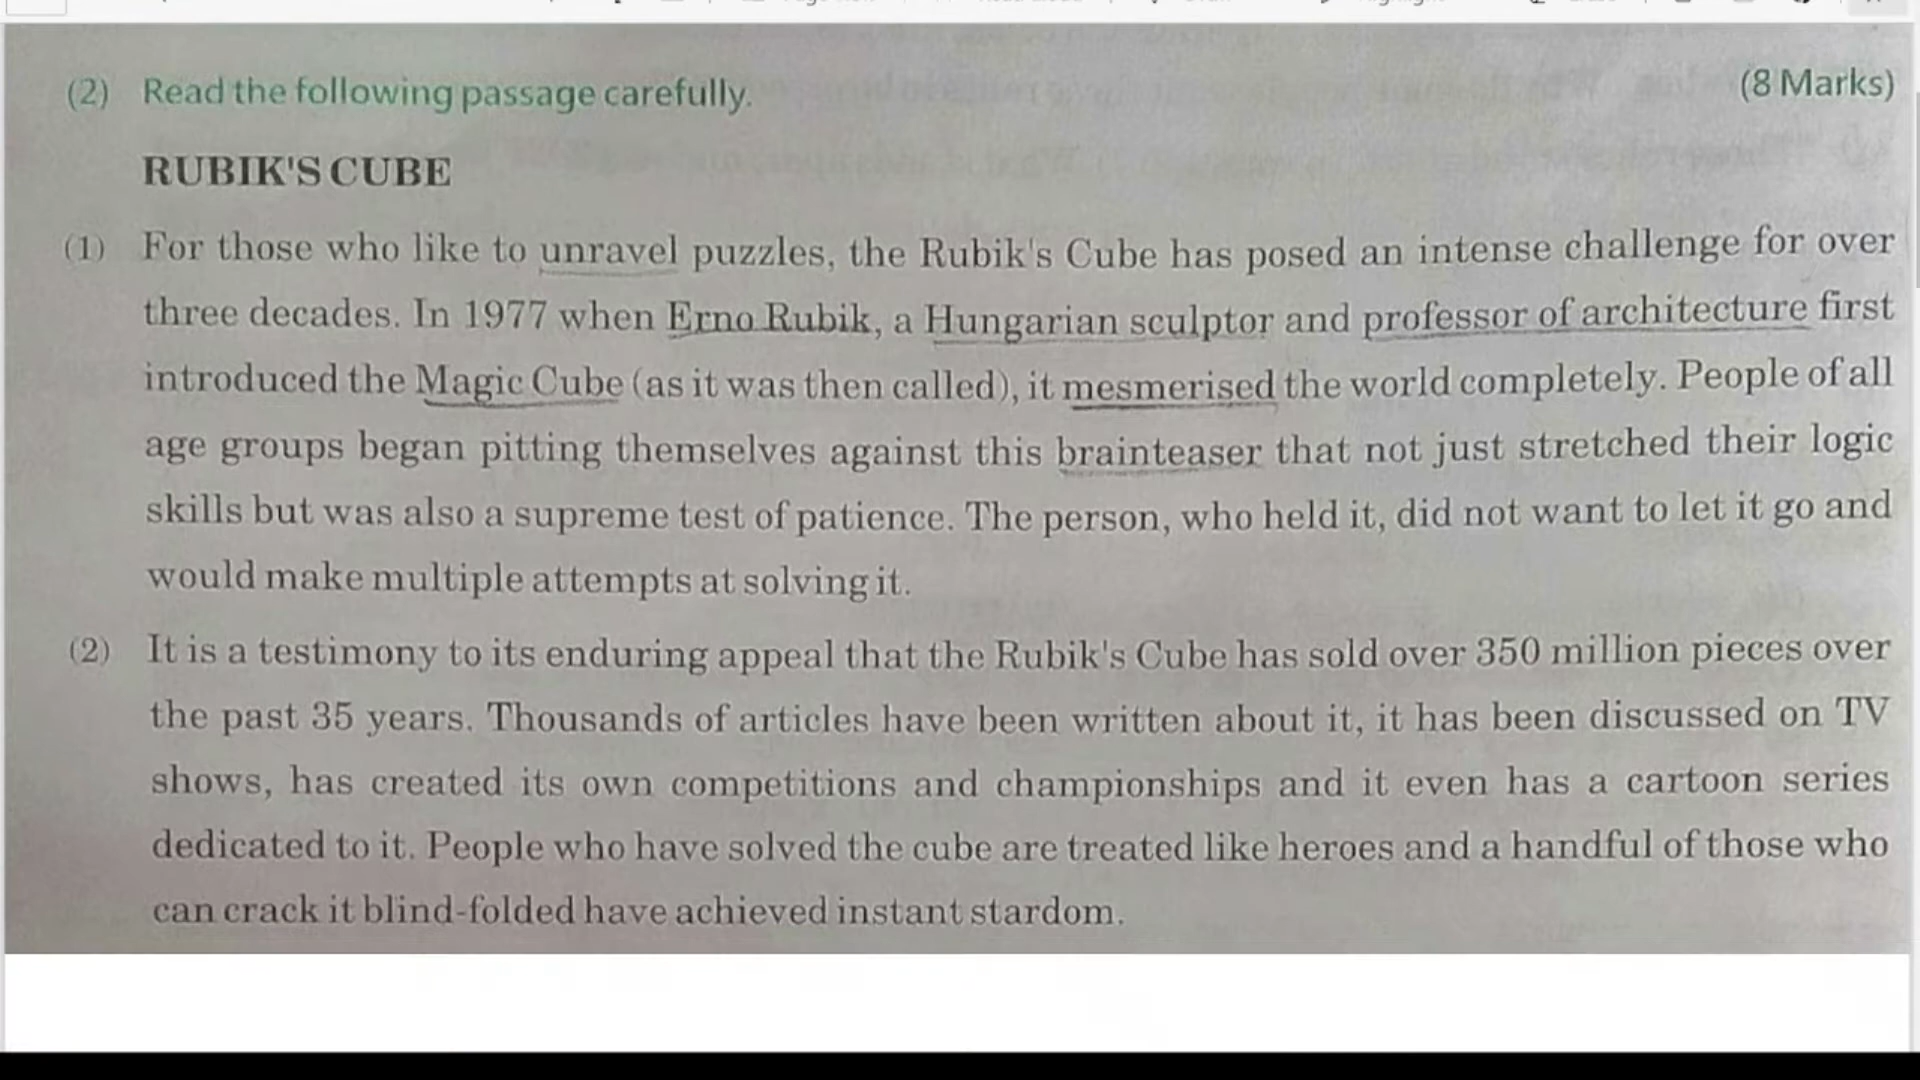 (2) Read the following passage carefully. (8 Marks)
RUBIK'S CUBE
(1) For those who like to unravel puzzles, the Rubik's Cube has posed an intense challenge for over
three decades. In 1977 when Erno Rubik, a Hungarian sculptor and professor of architecture first
introduced the Magic Cube (as it was then called), it mesmerised the world completely. People of all
age groups began pitting themselves against this brainteaser that not just stretched their logic
skills but was also a supreme test of patience. The person, who held it, did not want to let it go and
would make multiple attempts at solving it.
(2) It is a testimony to its enduring appeal that the Rubik's Cube has sold over 350 million pieces over
the past 35 years. Thousands of articles have been written about it, it has been discussed on TV
shows, has created its own competitions and championships and it even has a cartoon series
dedicated to it. People who have solved the cube are treated like heroes and a handful of those who
can crack it blind-folded have achieved instant stardom.